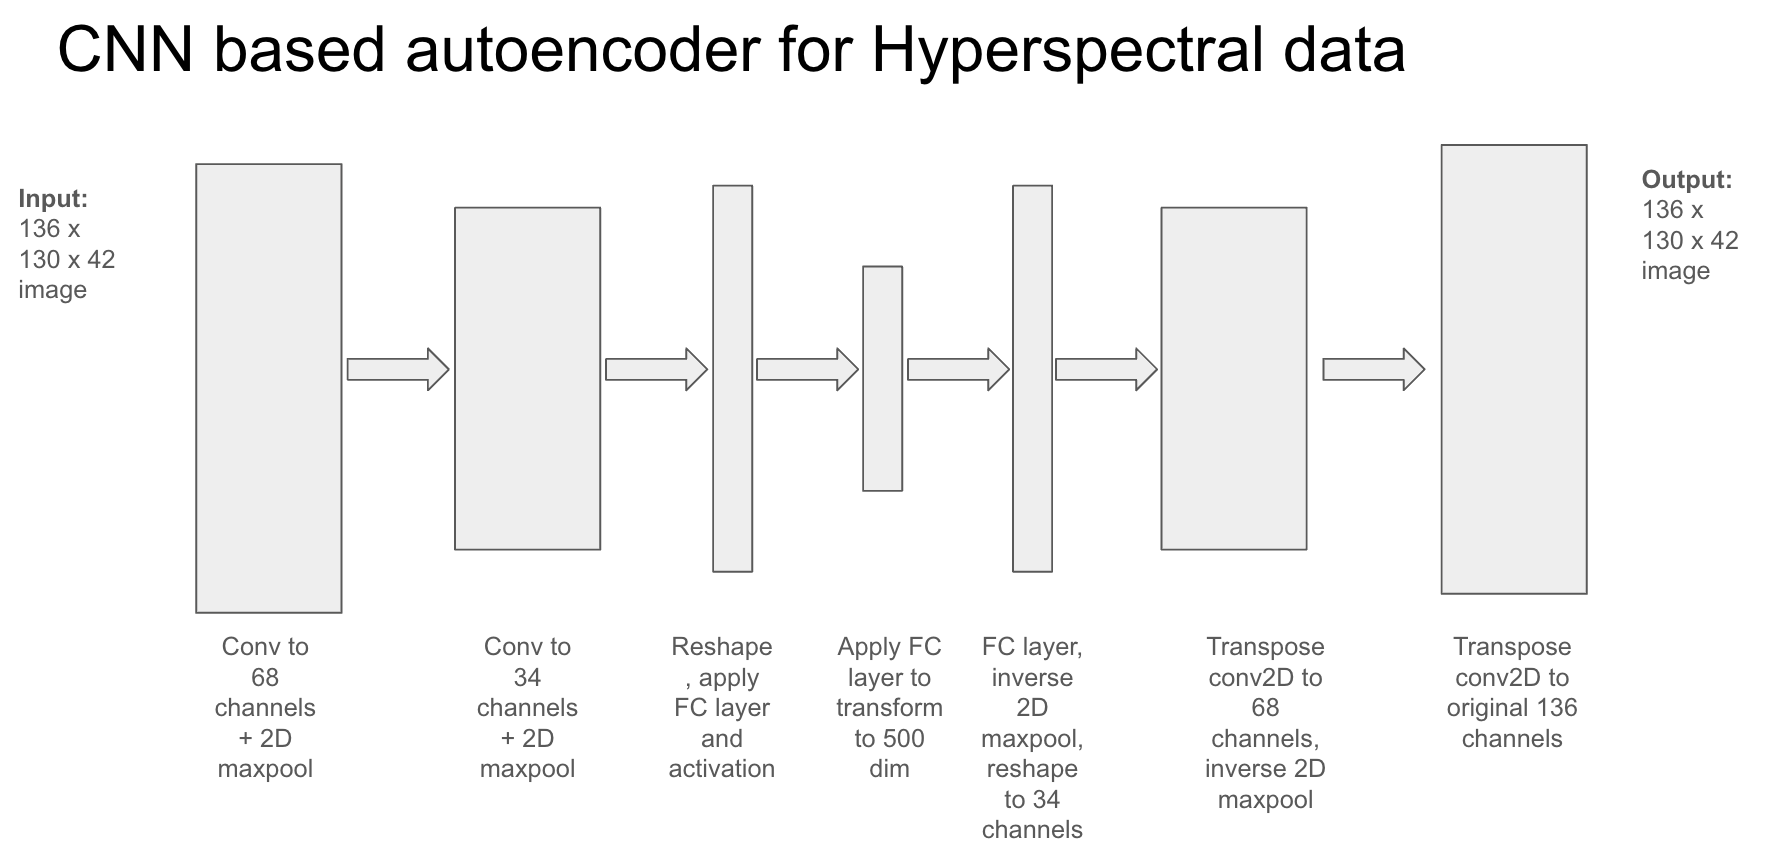 CNN based autoencoder for Hyperspectral data
Input:
136 x
130 x 42
image
Output:
136 x
130 x 42
image
Conv to
68
channels
+ 2D
maxpool
Conv to
34
channels
+ 2D
maxpool
Reshape
, apply
FC layer
and
activation
Apply FC
layer to
transform
to 500
dim
FC layer,
inverse
2D
maxpool,
reshape
to 34
channels
Transpose
conv2D to
68
channels,
inverse 2D
maxpool
Transpose
conv2D to
original 136
channels